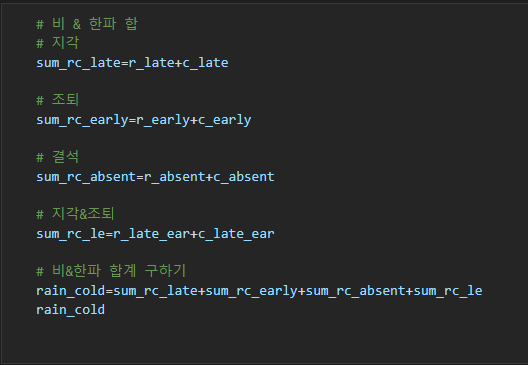 # 비 & 한파 합
# 지각
sum_rc_late=r_late+c_late
# 조퇴
sum_rc_early=r_early+c_early
# 결석
sum_rc_absent=r_absent+c_absent
# 지각&조퇴
sum_rc_le=r_late_ear+c_late_ear
# 비&한파 합계 구하기
rain_cold=sum_rc_late+sum_rc_early+sum_rc_absent+sum_rc_le
rain_cold